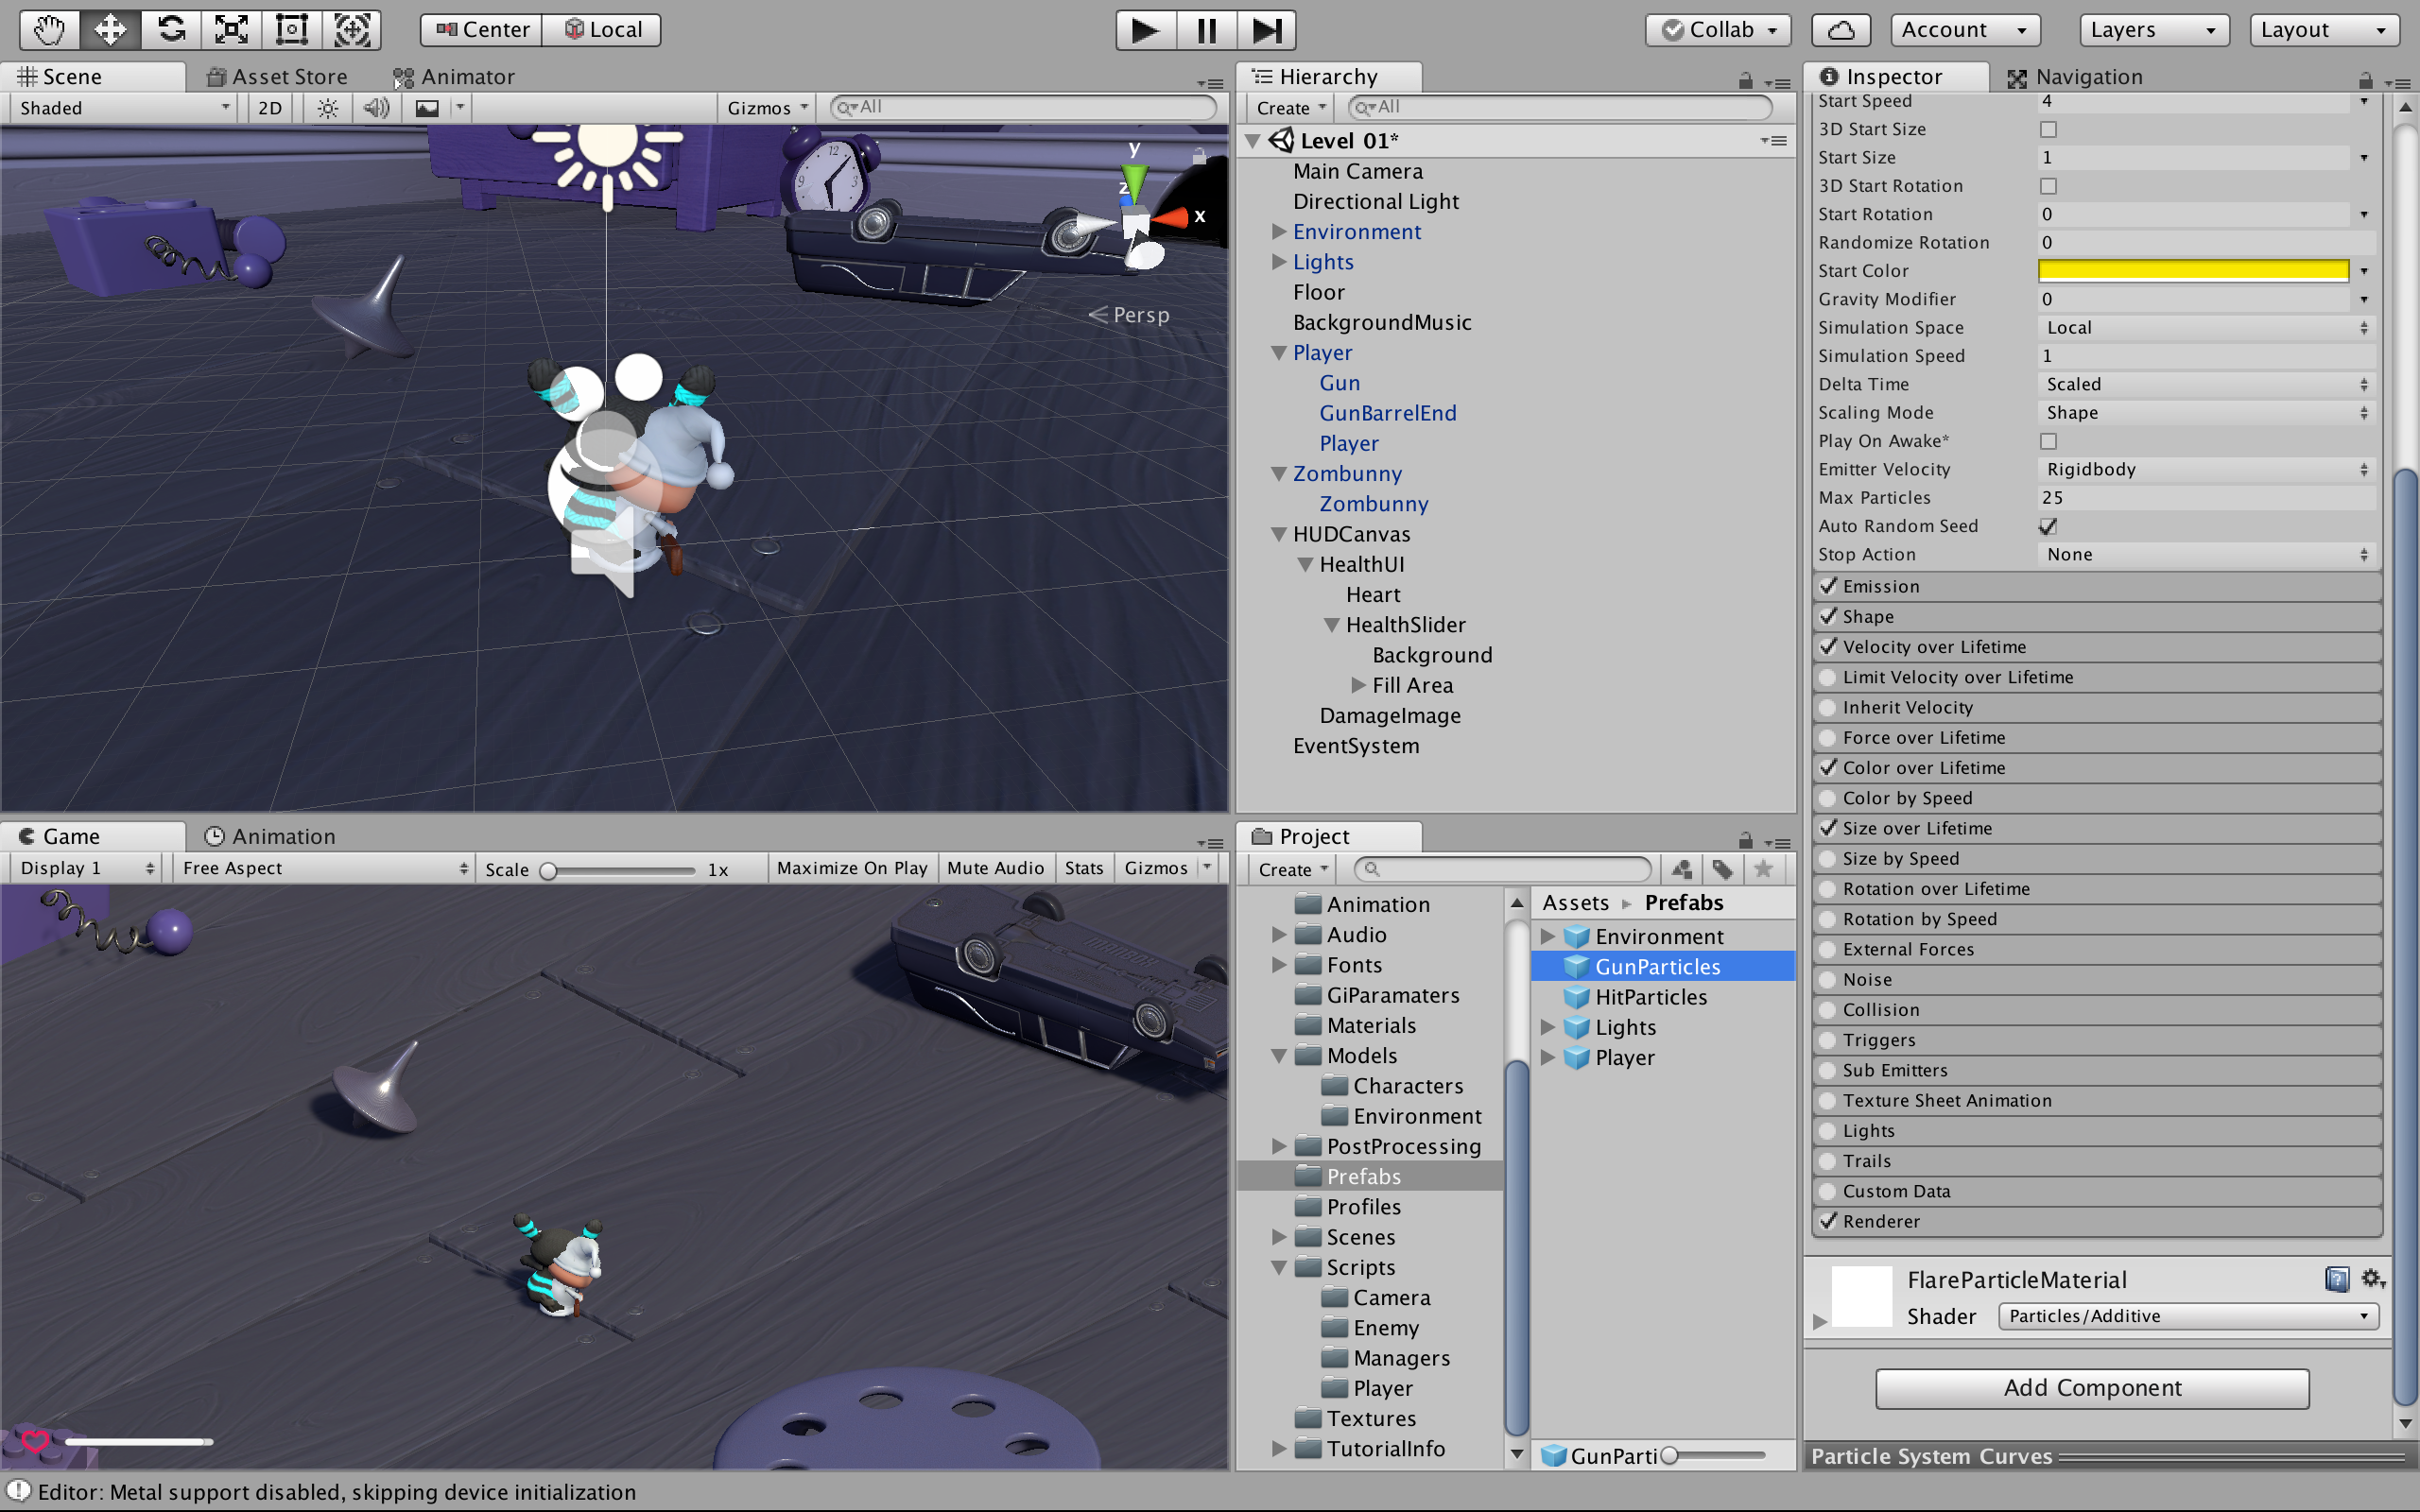 Center Local Collab Account Layers Layout
Scene Asset Store Animator
Shaded 2D Gizmos All
y
z
x
Persp
12
3
9
Game Animation
Display 1 Free Aspect Scale 1x Maximize On Play Mute Audio Stats Gizmos
Hierarchy
Create All
Level 01*
Main Camera
Directional Light
Environment
Lights
Floor
BackgroundMusic
Player
Gun
GunBarrelEnd
Player
Zombunny
Zombunny
HUDCanvas
HealthUI
Heart
HealthSlider
Background
Fill Area
DamageImage
EventSystem
Project
Create
Animation
Audio
Fonts
GiParamaters
Materials
Models
Characters
Environment
PostProcessing
Prefabs
Profiles
Scenes
Scripts
Camera
Enemy
Managers
Player
Textures
TutorialInfo
Assets Prefabs
Environment
GunParticles
HitParticles
Lights
Player
GunParti
Inspector Navigation
Start Speed 4
3D Start Size
Start Size 1
3D Start Rotation
Start Rotation 0
Randomize Rotation 0
Start Color
Gravity Modifier 0
Simulation Space Local
Simulation Speed 1
Delta Time Scaled
Scaling Mode Shape
Play On Awake*
Emitter Velocity Rigidbody
Max Particles 25
Auto Random Seed
Stop Action None
Emission
Shape
Velocity over Lifetime
Limit Velocity over Lifetime
Inherit Velocity
Force over Lifetime
Color over Lifetime
Color by Speed
Size over Lifetime
Size by Speed
Rotation over Lifetime
Rotation by Speed
External Forces
Noise
Collision
Triggers
Sub Emitters
Texture Sheet Animation
Lights
Trails
Custom Data
Renderer
FlareParticleMaterial
Shader Particles/Additive
Add Component
Particle System Curves
Editor: Metal support disabled, skipping device initialization